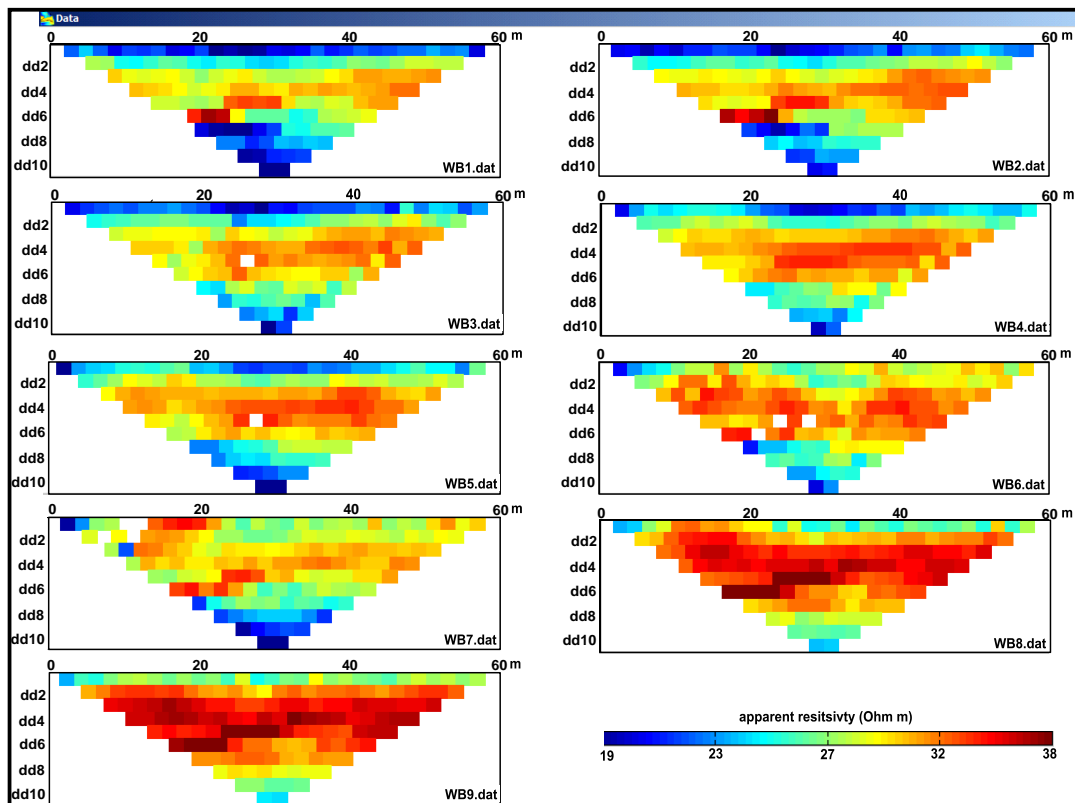 Data
0 20 40 60 m
dd2
dd4
dd6
dd8
dd10
WB1.dat
0 20 40 60 m
dd2
dd4
dd6
dd8
dd10
WB2.dat
0 20 40 60 m
dd2
dd4
dd6
dd8
dd10
WB3.dat
0 20 40 60 m
dd2
dd4
dd6
dd8
dd10
WB4.dat
0 20 40 60 m
dd2
dd4
dd6
dd8
dd10
WB5.dat
0 20 40 60 m
dd2
dd4
dd6
dd8
dd10
WB6.dat
0 20 40 60 m
dd2
dd4
dd6
dd8
dd10
WB7.dat
0 20 40 60 m
dd2
dd4
dd6
dd8
dd10
WB8.dat
0 20 40 60 m
dd2
dd4
dd6
dd8
dd10
WB9.dat
apparent resitsivty (Ohm m)
19 23 27 32 38